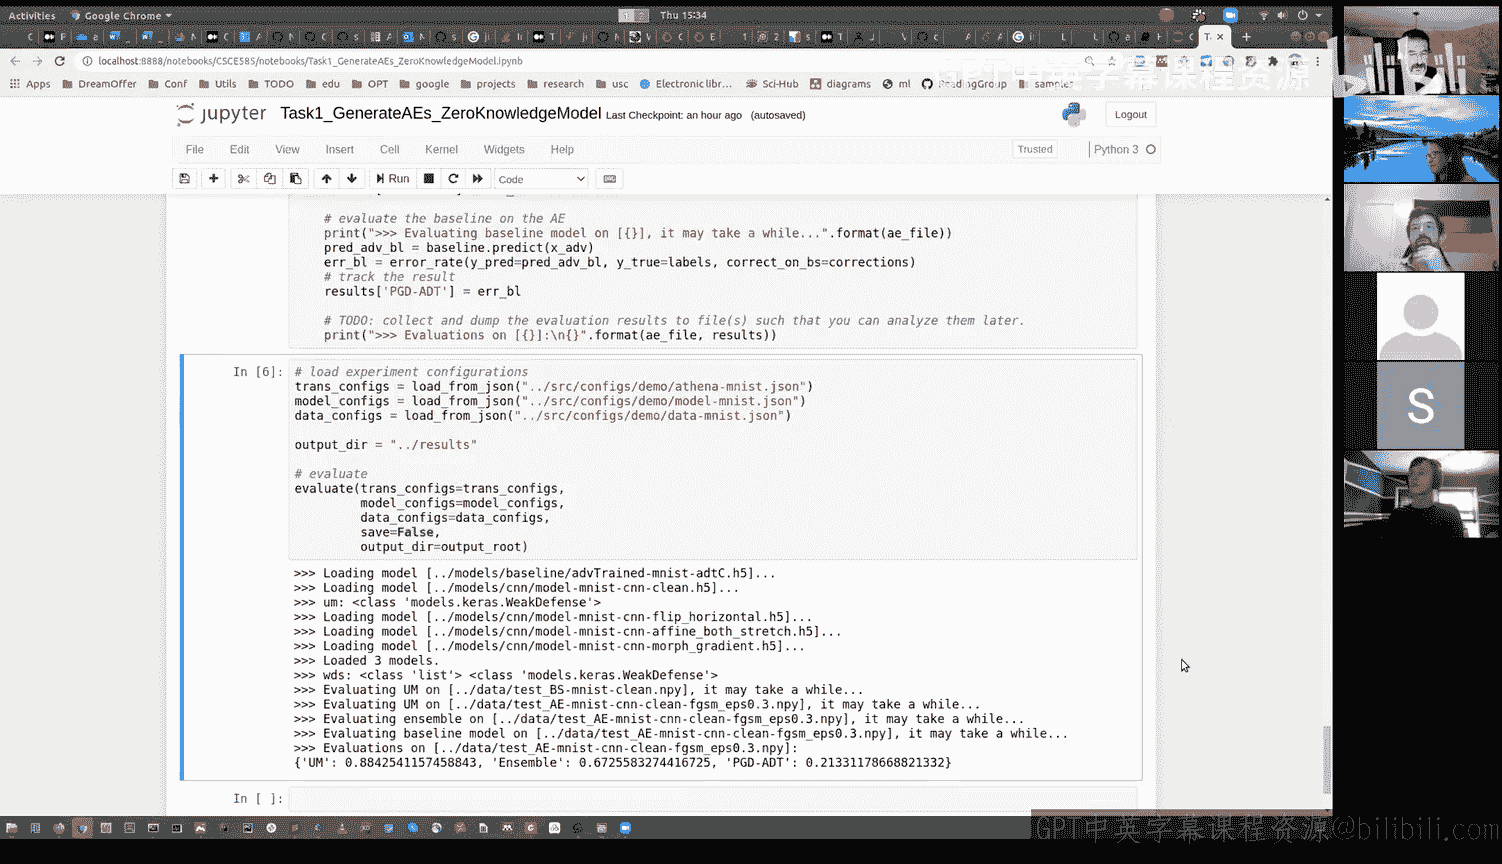 Activities
Google Chrome
1 2
Thu 15:34
localhost:8888/notebooks/CSCE585/notebooks/Task1_GenerateAEs_ZeroKnowledgeModel.ipynb
Apps DreamOffer Conf Utils TODO edu OPT google projects research usc Electronic libr... Sci-Hub diagrams ml ReadingGroup samples
GPT中英字幕课程资源
bilibili
jupyter Task1_GenerateAEs_ZeroKnowledgeModel Last Checkpoint: an hour ago (autosaved)
Logout
File Edit View Insert Cell Kernel Widgets Help
Trusted
Python 3
Run
Code
# evaluate the baseline on the AE
print(">>> Evaluating baseline model on [{}], it may take a while...".format(ae_file))
pred_adv_bl = baseline.predict(x_adv)
err_bl = error_rate(y_pred=pred_adv_bl, y_true=labels, correct_on_bs=corrections)
# track the result
results['PGD-ADT'] = err_bl
# TODO: collect and dump the evaluation results to file(s) such that you can analyze them later.
print(">>> Evaluations on [{}]:\n{}".format(ae_file, results))
In [6]:
# load experiment configurations
trans_configs = load_from_json("../src/configs/demo/athena-mnist.json")
model_configs = load_from_json("../src/configs/demo/model-mnist.json")
data_configs = load_from_json("../src/configs/demo/data-mnist.json")
output_dir = "../results"
# evaluate
evaluate(trans_configs=trans_configs,
model_configs=model_configs,
data_configs=data_configs,
save=False,
output_dir=output_root)
>>> Loading model [../models/baseline/advTrained-mnist-adtC.h5]...
>>> Loading model [../models/cnn/model-mnist-cnn-clean.h5]...
>>> um: <class 'models.keras.WeakDefense'>
>>> Loading model [../models/cnn/model-mnist-cnn-flip_horizontal.h5]...
>>> Loading model [../models/cnn/model-mnist-cnn-affine_both_stretch.h5]...
>>> Loading model [../models/cnn/model-mnist-cnn-morph_gradient.h5]...
>>> Loaded 3 models.
>>> wds: <class 'list'> <class 'models.keras.WeakDefense'>
>>> Evaluating UM on [../data/test_BS-mnist-clean.npy], it may take a while...
>>> Evaluating UM on [../data/test_AE-mnist-cnn-clean-fgsm_eps0.3.npy], it may take a while...
>>> Evaluating ensemble on [../data/test_AE-mnist-cnn-clean-fgsm_eps0.3.npy], it may take a while...
>>> Evaluating baseline model on [../data/test_AE-mnist-cnn-clean-fgsm_eps0.3.npy], it may take a while...
>>> Evaluations on [../data/test_AE-mnist-cnn-clean-fgsm_eps0.3.npy]:
{'UM': 0.8842541157458843, 'Ensemble': 0.6725583274416725, 'PGD-ADT': 0.21331178668821332}
In [ ]:
S
GPT中英字幕课程资源@bilibili.com